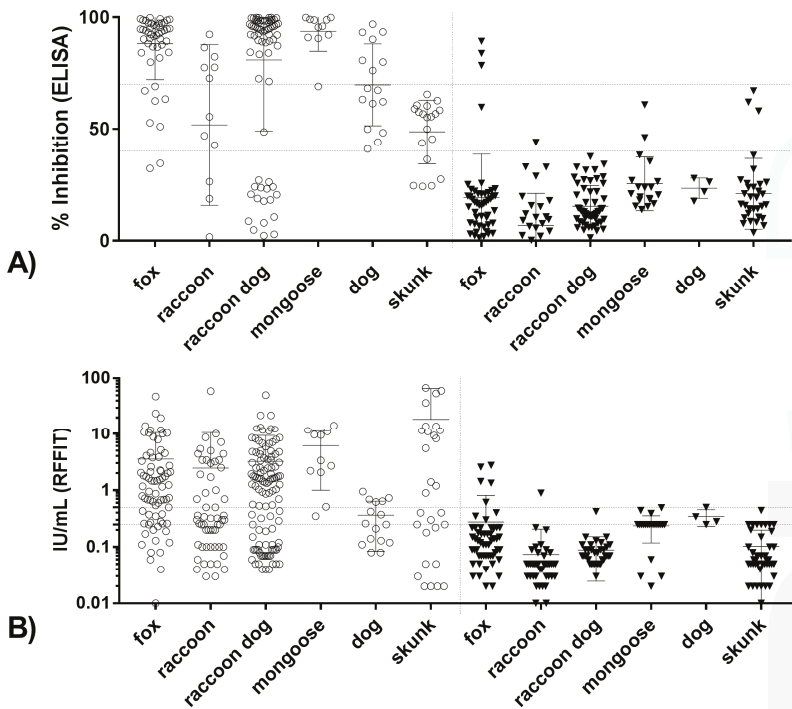 100
50
0
% Inhibition (ELISA)
A)
fox
raccoon
raccoon dog
mongoose
dog
skunk
fox
raccoon
raccoon dog
mongoose
dog
skunk
100
10
1
0.1
0.01
IU/mL (RFFIT)
B)
fox
raccoon
raccoon dog
mongoose
dog
skunk
fox
raccoon
raccoon dog
mongoose
dog
skunk